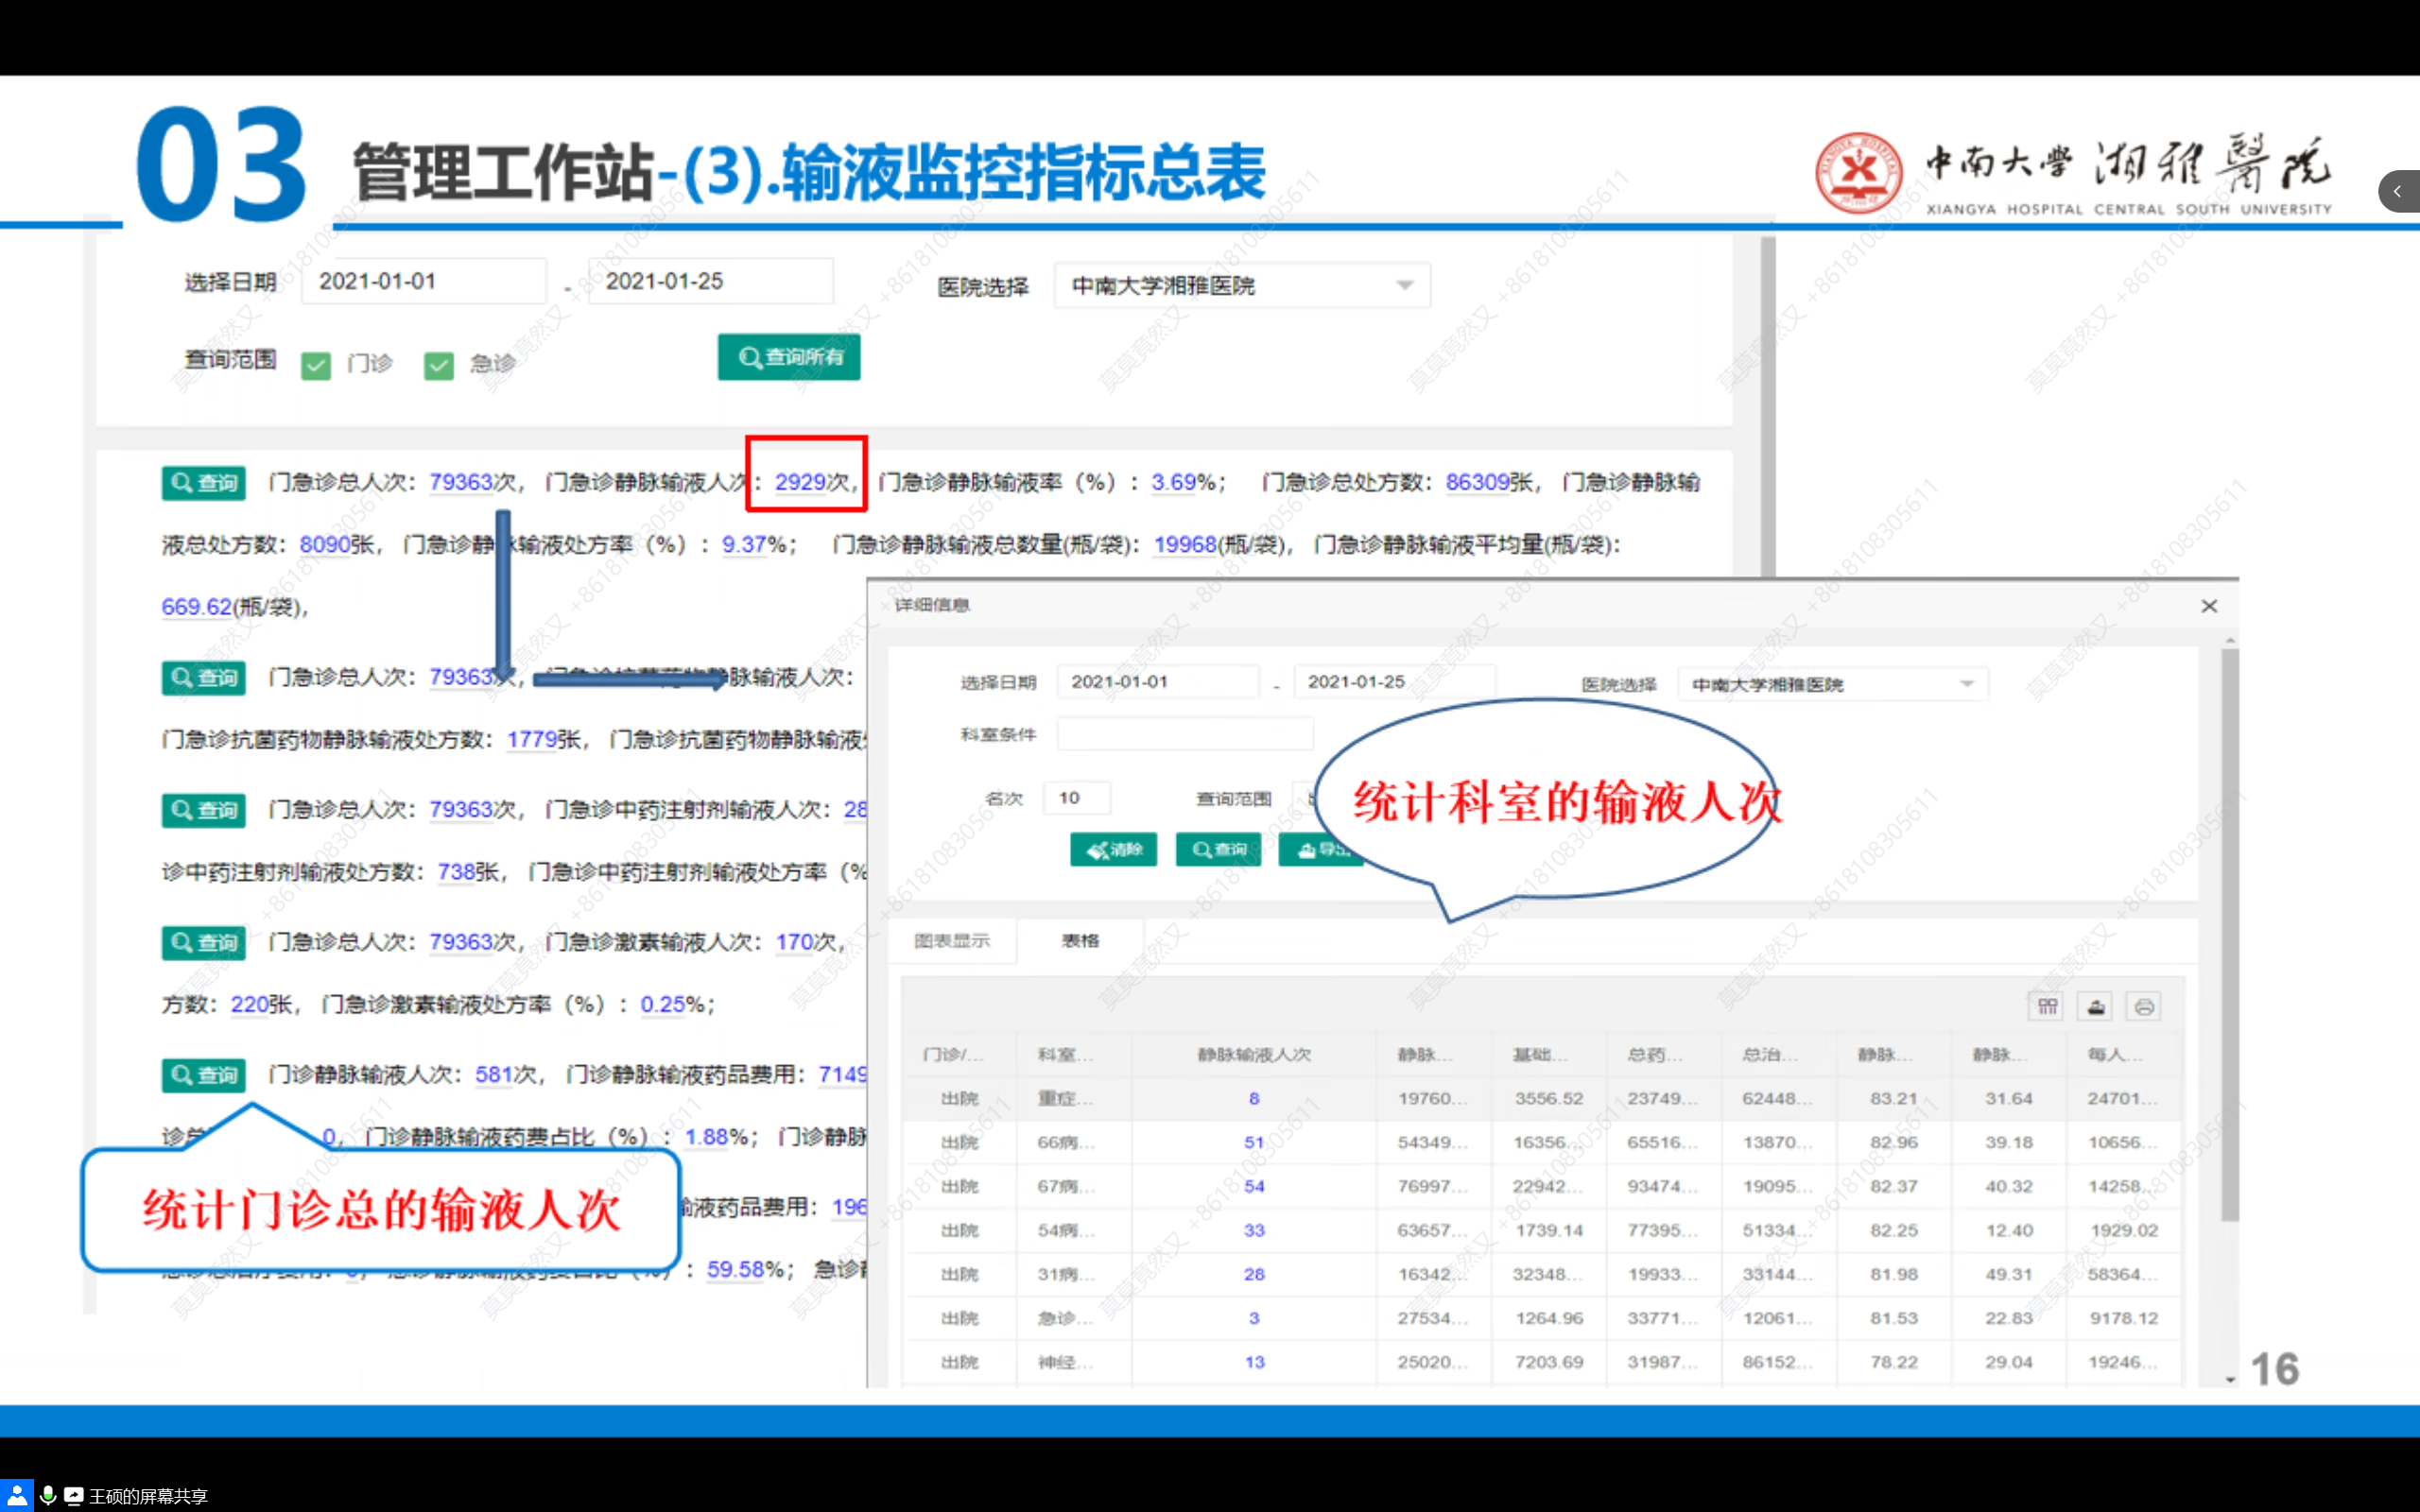 03
管理工作站-(3).输液监控指标总表
中南大学 湘雅醫院
XIANGYA HOSPITAL CENTRAL SOUTH UNIVERSITY
选择日期 2021-01-01 - 2021-01-25 医院选择 中南大学湘雅医院
查询范围 门诊 急诊 查询所有
查询 门急诊总人次：79363次， 门急诊静脉输液人次：2929次， 门急诊静脉输液率（%）：3.69%； 门急诊总处方数：86309张， 门急诊静脉输
液总处方数：8090张， 门急诊静脉输液处方率（%）：9.37%； 门急诊静脉输液总数量(瓶/袋)：19968(瓶/袋)， 门急诊静脉输液平均量(瓶/袋)：
669.62(瓶/袋)，
查询 门急诊总人次：79363次， 门急诊抗菌药物静脉输液人次：
门急诊抗菌药物静脉输液处方数：1779张， 门急诊抗菌药物静脉输液
查询 门急诊总人次：79363次， 门急诊中药注射剂输液人次：28
诊中药注射剂输液处方数：738张， 门急诊中药注射剂输液处方率（%
查询 门急诊总人次：79363次， 门急诊激素输液人次：170次，
方数：220张， 门急诊激素输液处方率（%）：0.25%；
查询 门诊静脉输液人次：581次， 门诊静脉输液药品费用：7149
诊总 0， 门诊静脉输液药费占比（%）：1.88%； 门诊静脉
统计门诊总的输液人次
输液药品费用：196
：59.58%； 急诊
详细信息
选择日期 2021-01-01 - 2021-01-25 医院选择 中南大学湘雅医院
科室条件
名次 10 查询范围
统计科室的输液人次
清除 查询 导出
图表显示 表格
门诊/... 科室... 静脉输液人次 静脉... 基础... 总药... 总治... 静脉... 静脉... 每人...
出院 重症... 8 19760... 3556.52 23749... 62448... 83.21 31.64 24701...
出院 66病... 51 54349... 16356... 65516... 13870... 82.96 39.18 10656...
出院 67病... 54 76997... 22942... 93474... 19095... 82.37 40.32 14258...
出院 54病... 33 63657... 1739.14 77395... 51334... 82.25 12.40 1929.02
出院 31病... 28 16342... 32348... 19933... 33144... 81.98 49.31 58364...
出院 急诊... 3 27534... 1264.96 33771... 12061... 81.53 22.83 9178.12
出院 神经... 13 25020... 7203.69 31987... 86152... 78.22 29.04 19246...
16
王硕的屏幕共享